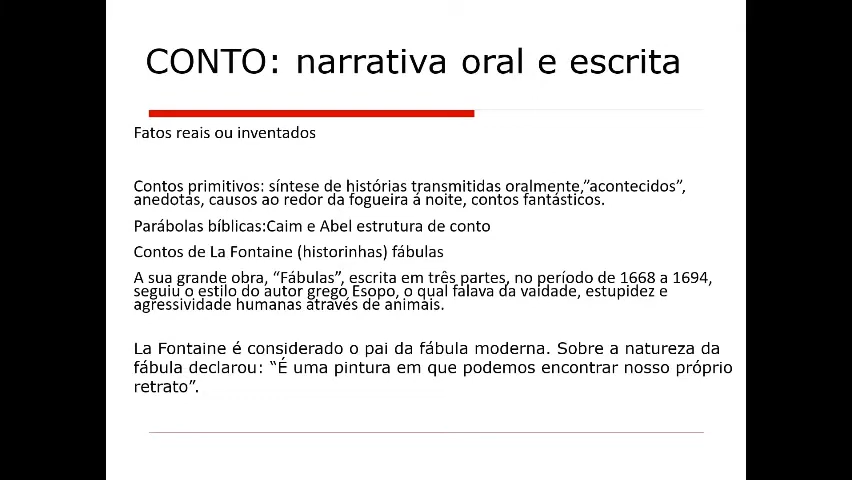 CONTO: narrativa oral e escrita
Fatos reais ou inventados
Contos primitivos: síntese de histórias transmitidas oralmente,”acontecidos”,
anedotas, causos ao redor da fogueira á noite, contos fantásticos.
Parábolas bíblicas:Caim e Abel estrutura de conto
Contos de La Fontaine (historinhas) fábulas
A sua grande obra, “Fábulas”, escrita em três partes, no período de 1668 a 1694,
seguiu o estilo do autor grego Esopo, o qual falava da vaidade, estupidez e
agressividade humanas através de animais.
La Fontaine é considerado o pai da fábula moderna. Sobre a natureza da
fábula declarou: “É uma pintura em que podemos encontrar nosso próprio
retrato”.